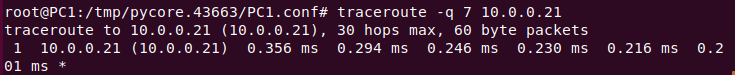 root@PC1:/tmp/pycore.43663/PC1.conf# traceroute -q 7 10.0.0.21
traceroute to 10.0.0.21 (10.0.0.21), 30 hops max, 60 byte packets
 1  10.0.0.21 (10.0.0.21)  0.356 ms  0.294 ms  0.246 ms  0.230 ms  0.216 ms  0.2
01 ms *